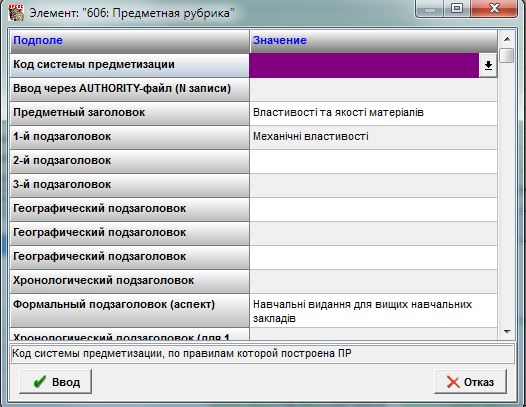 Элемент: "606: Предметная рубрика"
Подполе Значение
Код системы предметизации
Ввод через AUTHORITY-файл (N записи)
Предметный заголовок Властивості та якості матеріалів
1-й подзаголовок Механічні властивості
2-й подзаголовок
3-й подзаголовок
Географический подзаголовок
Географический подзаголовок
Географический подзаголовок
Хронологический подзаголовок
Формальный подзаголовок (аспект) Навчальні видання для вищих навчальних
закладів
Хронологический подзаголовок (для 1
Код системы предметизации, по правилам которой построена ПР
Ввод Отказ